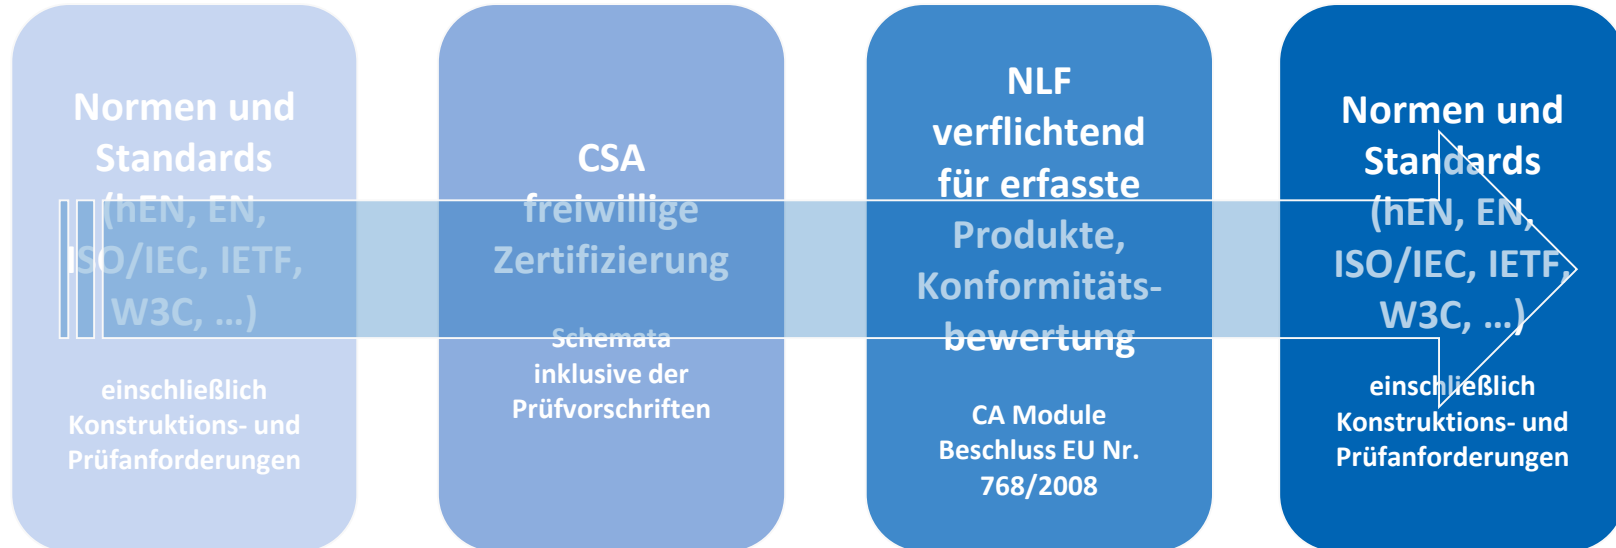 Normen und
Standards
(hEN, EN,
ISO/IEC, IETF,
W3C, ...)
einschließlich
Konstruktions- und
Prüfanforderungen
CSA
freiwillige
Zertifizierung
Schemata
inklusive der
Prüfvorschriften
NLF
verflichtend
für erfasste
Produkte,
Konformitäts-
bewertung
CA Module
Beschluss EU Nr.
768/2008
Normen und
Standards
(hEN, EN,
ISO/IEC, IETF,
W3C, ...)
einschließlich
Konstruktions- und
Prüfanforderungen